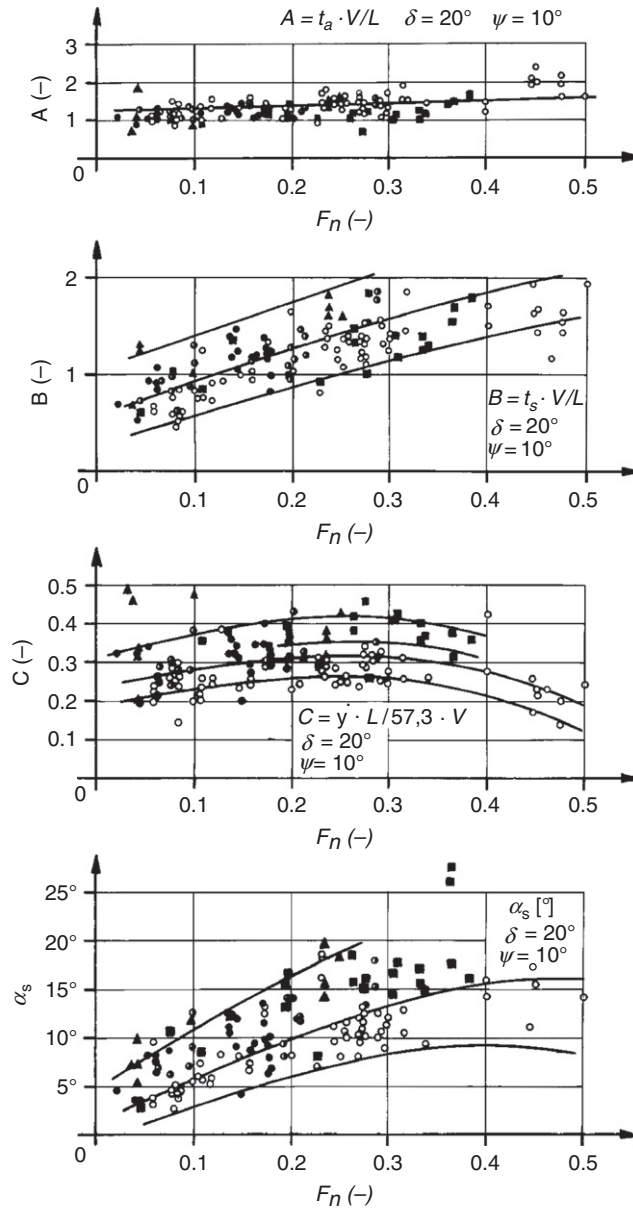 A = t_a · V/L δ = 20° ψ = 10°
3
2
1
0
A (–)
0.1 0.2 0.3 0.4 0.5
F_n (–)
2
1
0
B (–)
B = t_s · V/L
δ = 20°
ψ = 10°
0.1 0.2 0.3 0.4 0.5
F_n (–)
0.5
0.4
0.3
0.2
0.1
0
C (–)
C = ẏ · L / 57,3 · V
δ = 20°
ψ = 10°
0.1 0.2 0.3 0.4 0.5
F_n (–)
25°
20°
15°
10°
5°
0
α_s
α_s [°]
δ = 20°
ψ = 10°
0.1 0.2 0.3 0.4 0.5
F_n (–)